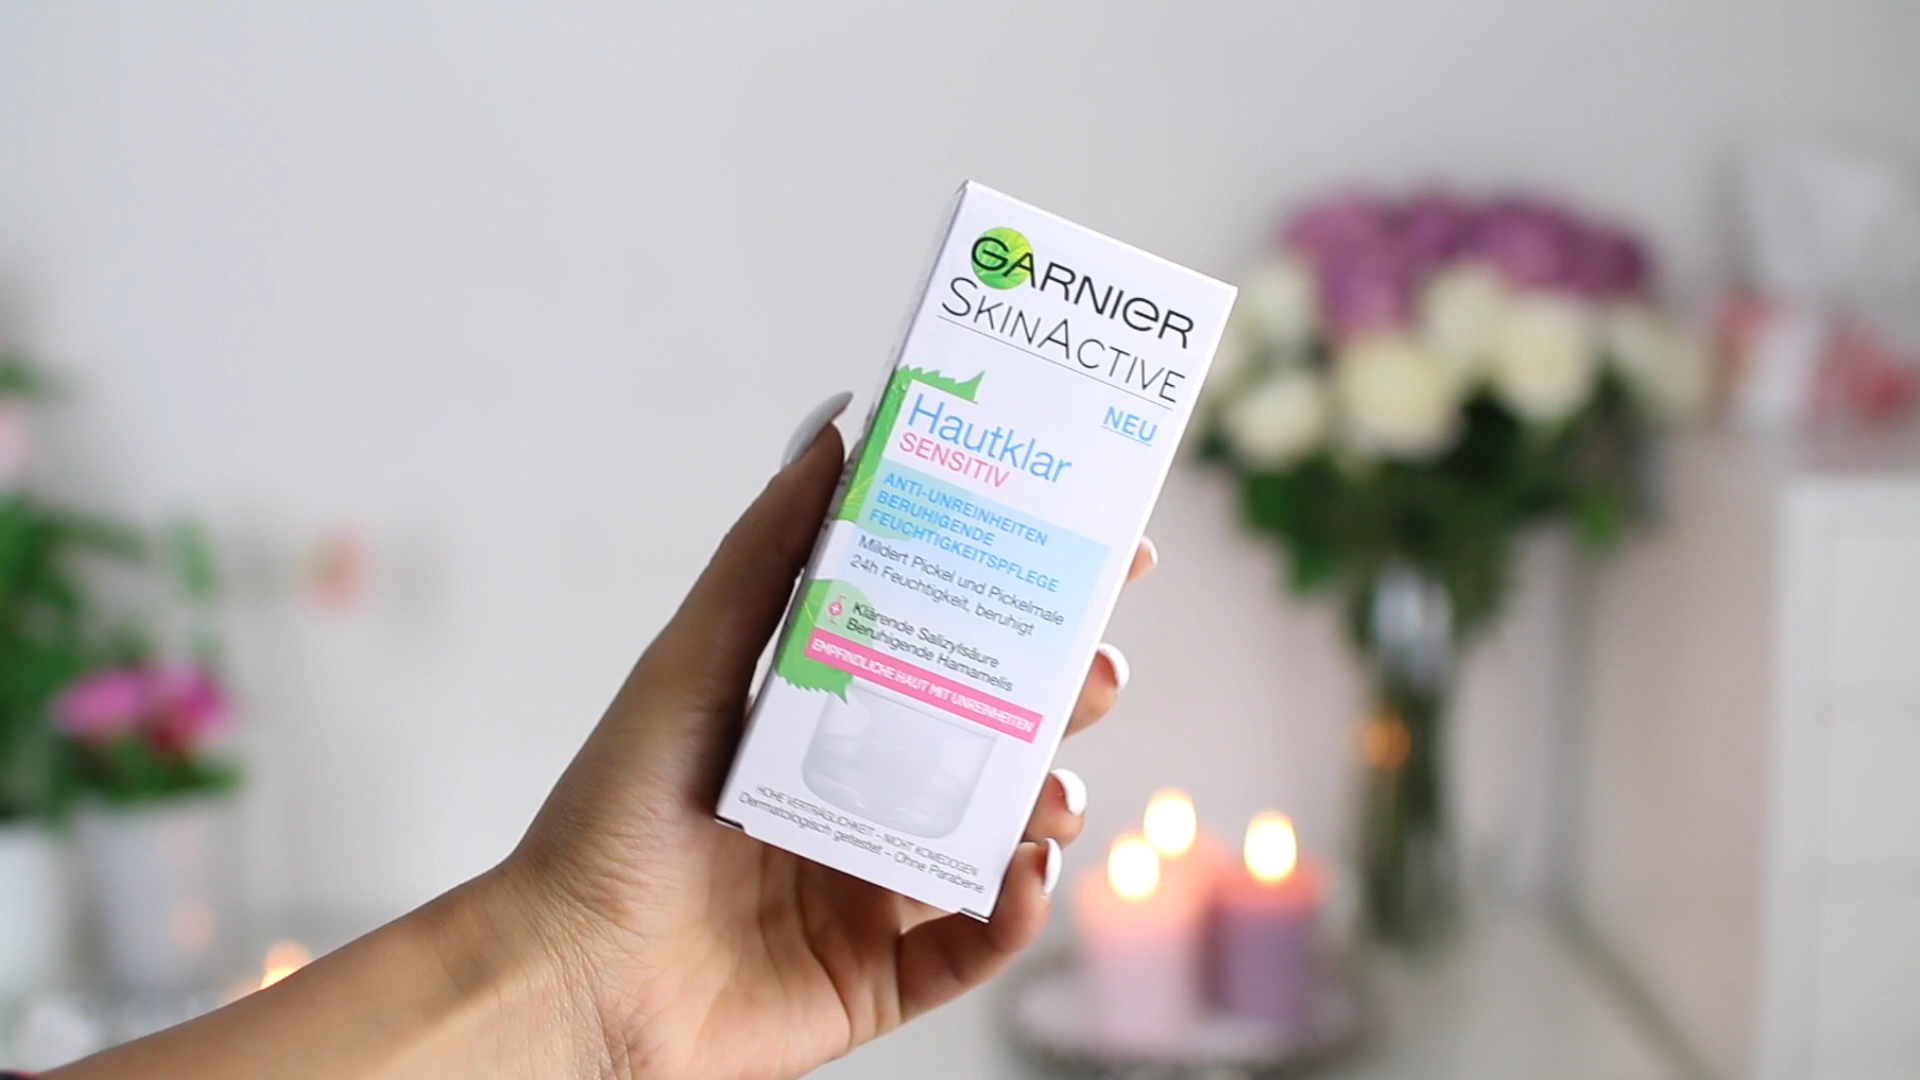 GARNIER
SKINACTIVE
NEU
Hautklar
SENSITIV
ANTI-UNREINHEITEN
BERUHIGENDE
FEUCHTIGKEITSPFLEGE
Mildert Pickel und Pickelmale
24h Feuchtigkeit, beruhigt
Klärende Salizylsäure
Beruhigende Hamamelis
EMPFINDLICHE HAUT MIT UNREINHEITEN
HOHE VERTRÄGLICHKEIT – NICHT KOMEDOGEN
Dermatologisch getestet – Ohne Parabene